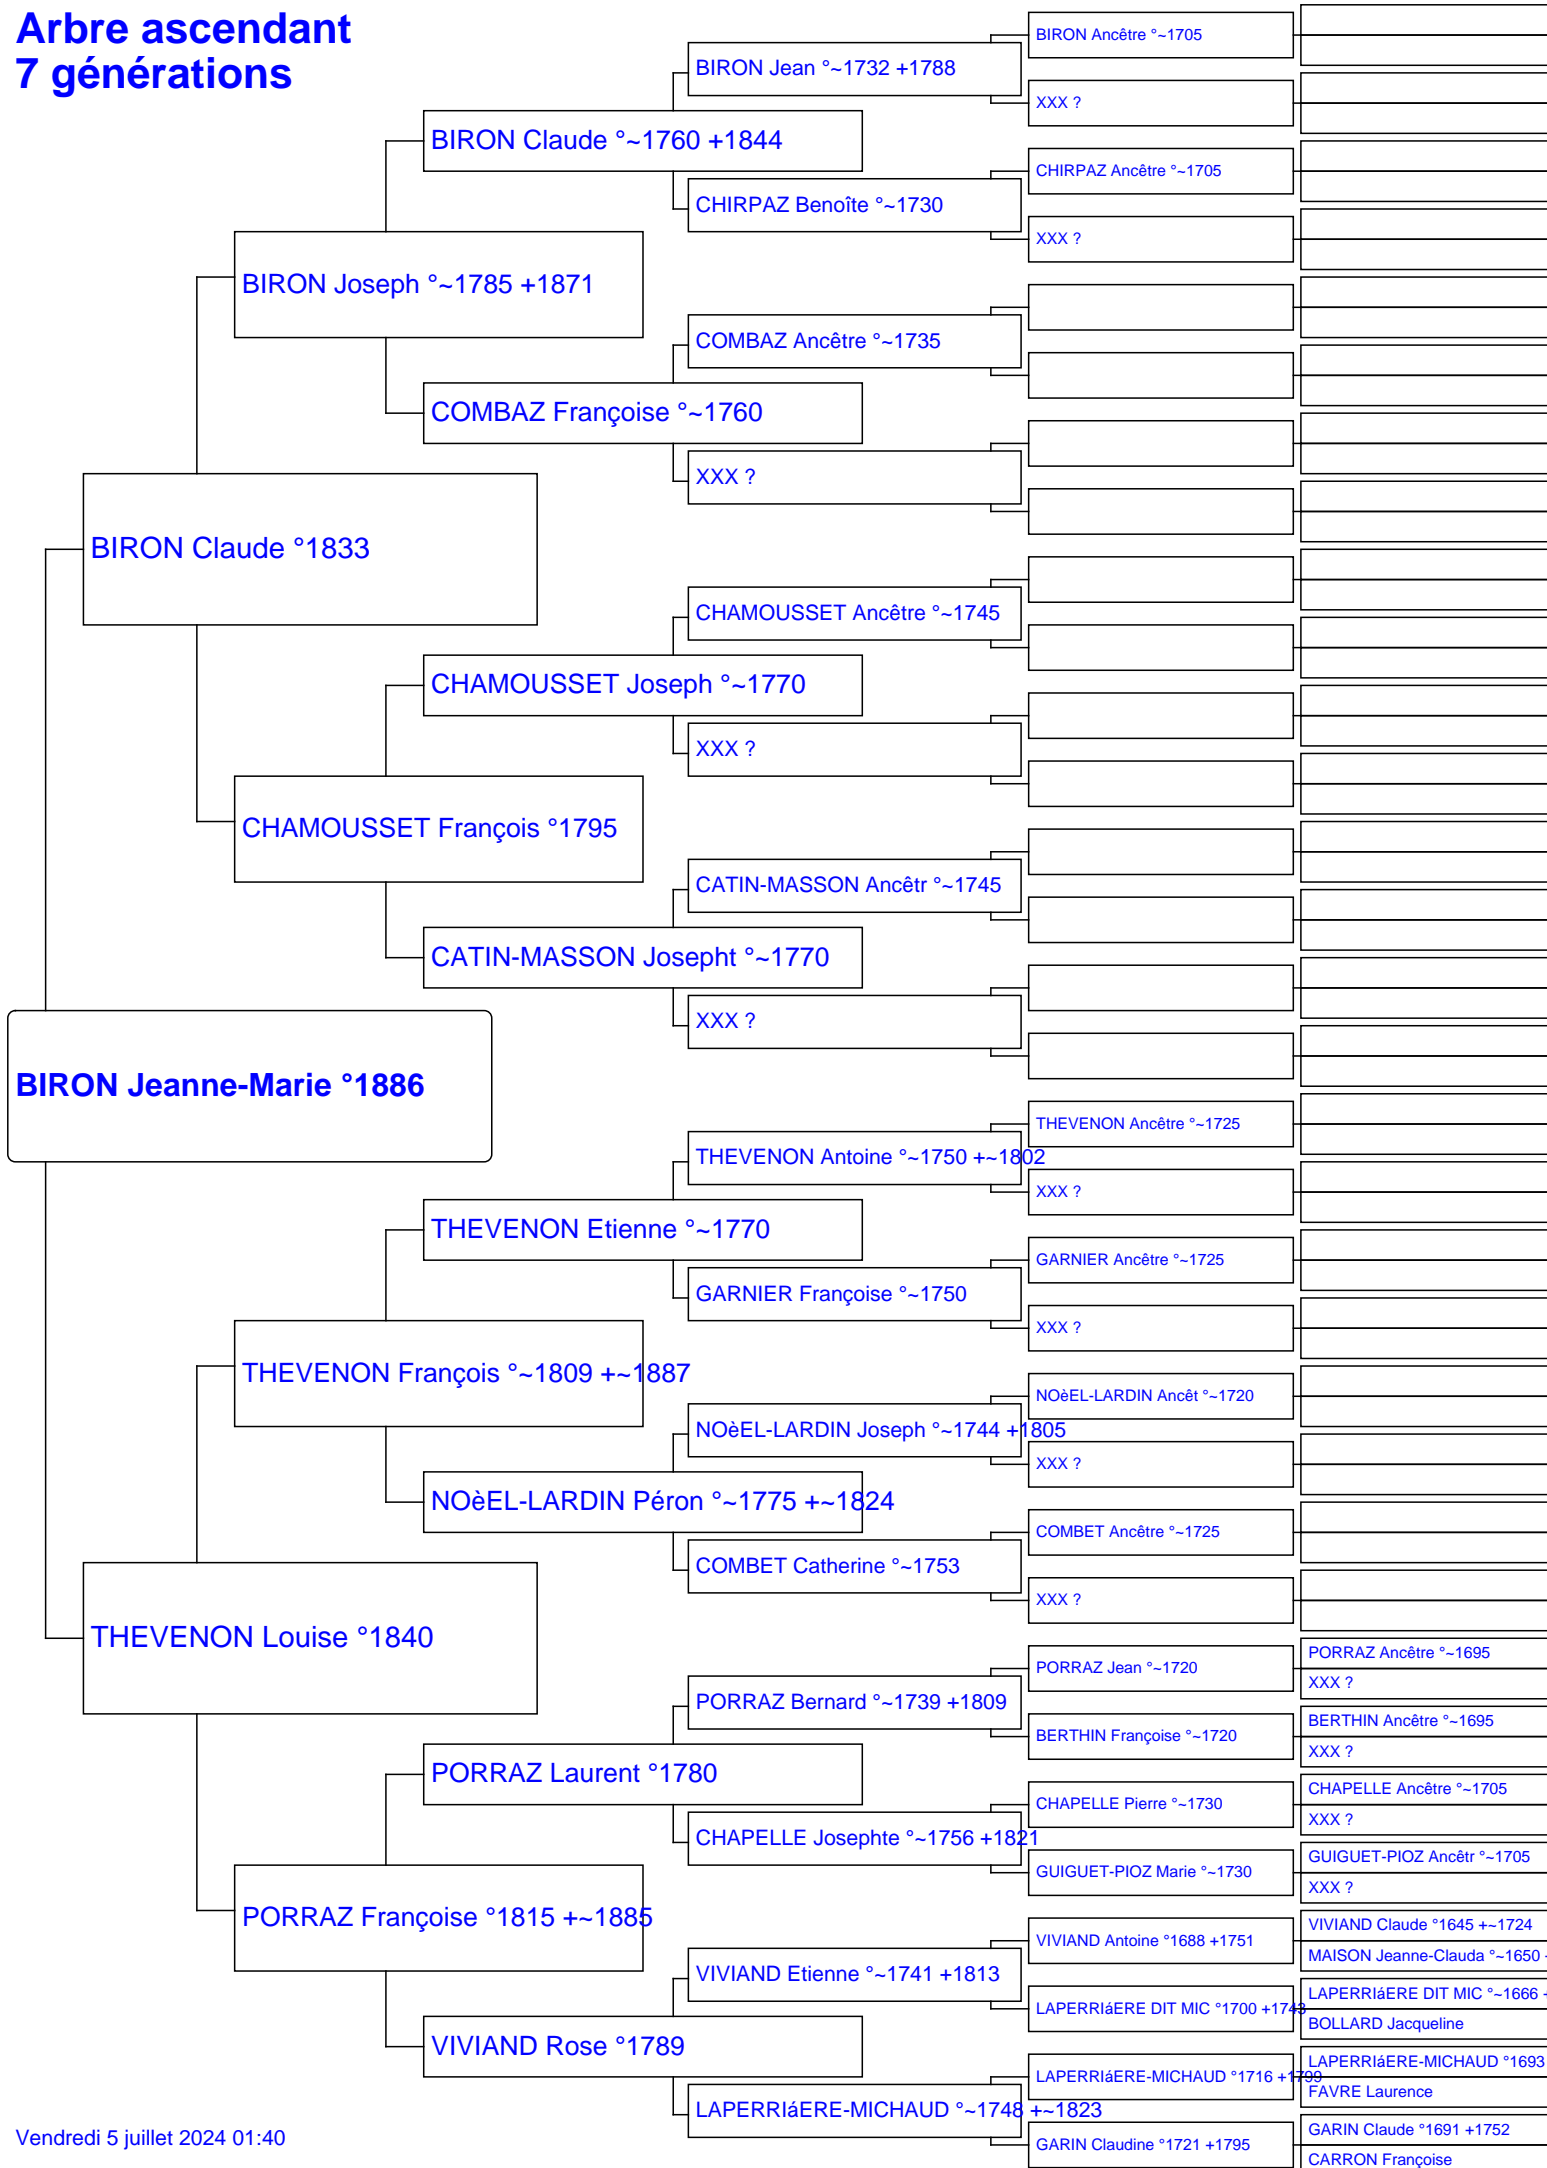 Arbre ascendant
7 générations
BIRON Jeanne-Marie °1886
BIRON Claude °1833
THEVENON Louise °1840
BIRON Joseph °~1785 +1871
CHAMOUSSET François °1795
THEVENON François °~1809 +~1887
PORRAZ Françoise °1815 +~1885
BIRON Claude °~1760 +1844
COMBAZ Françoise °~1760
CHAMOUSSET Joseph °~1770
CATIN-MASSON Josepht °~1770
THEVENON Etienne °~1770
NOèEL-LARDIN Péron °~1775 +~1824
PORRAZ Laurent °1780
VIVIAND Rose °1789
BIRON Jean °~1732 +1788
CHIRPAZ Benoîte °~1730
COMBAZ Ancêtre °~1735
XXX ?
CHAMOUSSET Ancêtre °~1745
XXX ?
CATIN-MASSON Ancêtr °~1745
XXX ?
THEVENON Antoine °~1750 +~1802
GARNIER Françoise °~1750
NOèEL-LARDIN Joseph °~1744 +1805
COMBET Catherine °~1753
PORRAZ Bernard °~1739 +1809
CHAPELLE Josephte °~1756 +1821
VIVIAND Etienne °~1741 +1813
LAPERRIáERE-MICHAUD °~1748 +~1823
BIRON Ancêtre °~1705
XXX ?
CHIRPAZ Ancêtre °~1705
XXX ?
THEVENON Ancêtre °~1725
XXX ?
GARNIER Ancêtre °~1725
XXX ?
NOèEL-LARDIN Ancêt °~1720
XXX ?
COMBET Ancêtre °~1725
XXX ?
PORRAZ Jean °~1720
BERTHIN Françoise °~1720
CHAPELLE Pierre °~1730
GUIGUET-PIOZ Marie °~1730
VIVIAND Antoine °1688 +1751
LAPERRIáERE DIT MIC °1700 +1743
LAPERRIáERE-MICHAUD °1716 +1799
GARIN Claudine °1721 +1795
PORRAZ Ancêtre °~1695
XXX ?
BERTHIN Ancêtre °~1695
XXX ?
CHAPELLE Ancêtre °~1705
XXX ?
GUIGUET-PIOZ Ancêtr °~1705
XXX ?
VIVIAND Claude °1645 +~1724
MAISON Jeanne-Clauda °~1650
LAPERRIáERE DIT MIC °~1666
BOLLARD Jacqueline
LAPERRIáERE-MICHAUD °1693
FAVRE Laurence
GARIN Claude °1691 +1752
CARRON Françoise
Vendredi 5 juillet 2024 01:40